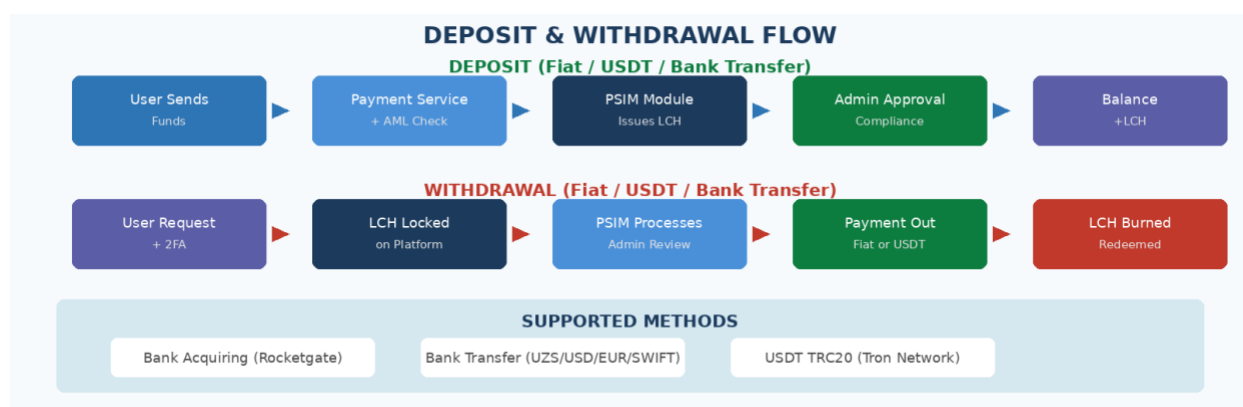 DEPOSIT & WITHDRAWAL FLOW
DEPOSIT (Fiat / USDT / Bank Transfer)
User Sends
Funds
Payment Service
+ AML Check
PSIM Module
Issues LCH
Admin Approval
Compliance
Balance
+LCH
WITHDRAWAL (Fiat / USDT / Bank Transfer)
User Request
+ 2FA
LCH Locked
on Platform
PSIM Processes
Admin Review
Payment Out
Fiat or USDT
LCH Burned
Redeemed
SUPPORTED METHODS
Bank Acquiring (Rocketgate)
Bank Transfer (UZS/USD/EUR/SWIFT)
USDT TRC20 (Tron Network)